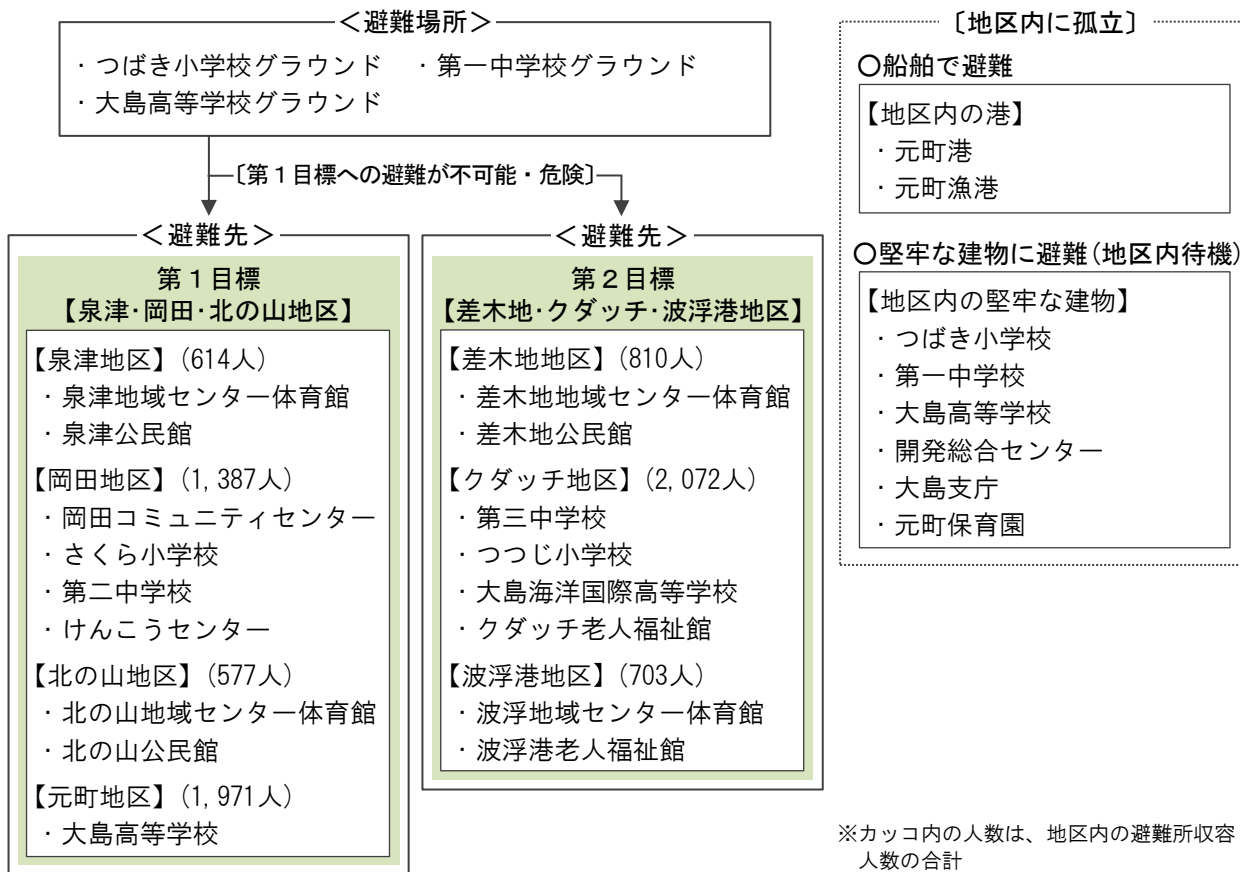 ＜避難場所＞
・つばき小学校グラウンド　・第一中学校グラウンド
・大島高等学校グラウンド
〔第１目標への避難が不可能・危険〕
＜避難先＞
第１目標
【泉津・岡田・北の山地区】
【泉津地区】(614人)
・泉津地域センター体育館
・泉津公民館
【岡田地区】(1,387人)
・岡田コミュニティセンター
・さくら小学校
・第二中学校
・けんこうセンター
【北の山地区】(577人)
・北の山地域センター体育館
・北の山公民館
【元町地区】(1,971人)
・大島高等学校
＜避難先＞
第２目標
【差木地・クダッチ・波浮港地区】
【差木地地区】(810人)
・差木地地域センター体育館
・差木地公民館
【クダッチ地区】(2,072人)
・第三中学校
・つつじ小学校
・大島海洋国際高等学校
・クダッチ老人福祉館
【波浮港地区】(703人)
・波浮地域センター体育館
・波浮港老人福祉館
〔地区内に孤立〕
○船舶で避難
【地区内の港】
・元町港
・元町漁港
○堅牢な建物に避難(地区内待機)
【地区内の堅牢な建物】
・つばき小学校
・第一中学校
・大島高等学校
・開発総合センター
・大島支庁
・元町保育園
※カッコ内の人数は、地区内の避難所収容
人数の合計